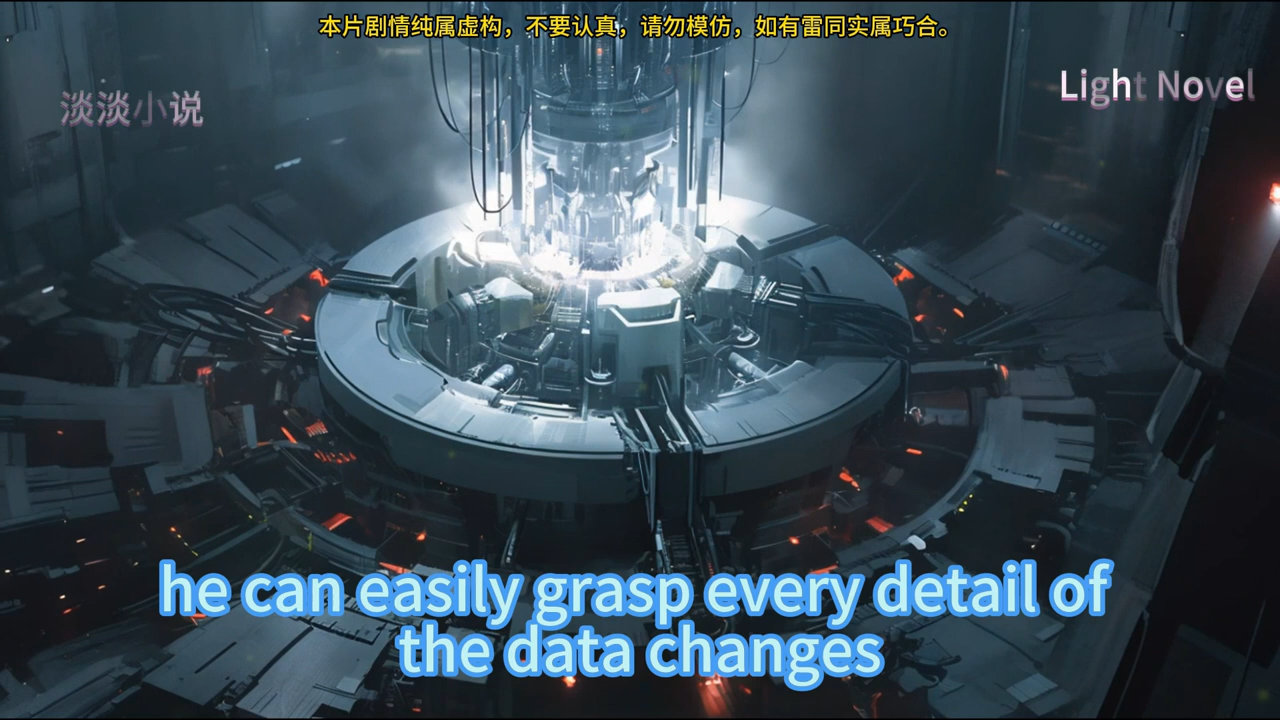 本片剧情纯属虚构，不要认真，请勿模仿，如有雷同实属巧合。
淡淡小说
Light Novel
he can easily grasp every detail of
the data changes